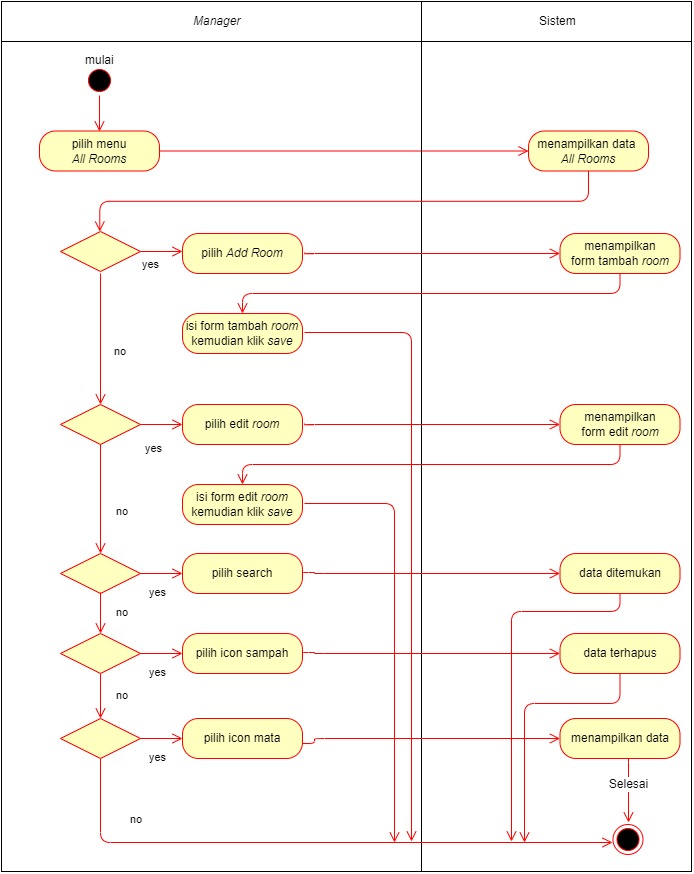 Manager
Sistem
mulai
pilih menu
All Rooms
menampilkan data
All Rooms
pilih Add Room
menampilkan
form tambah room
yes
isi form tambah room
kemudian klik save
no
pilih edit room
menampilkan
form edit room
yes
isi form edit room
kemudian klik save
no
pilih search
data ditemukan
yes
no
pilih icon sampah
data terhapus
yes
no
pilih icon mata
menampilkan data
yes
Selesai
no